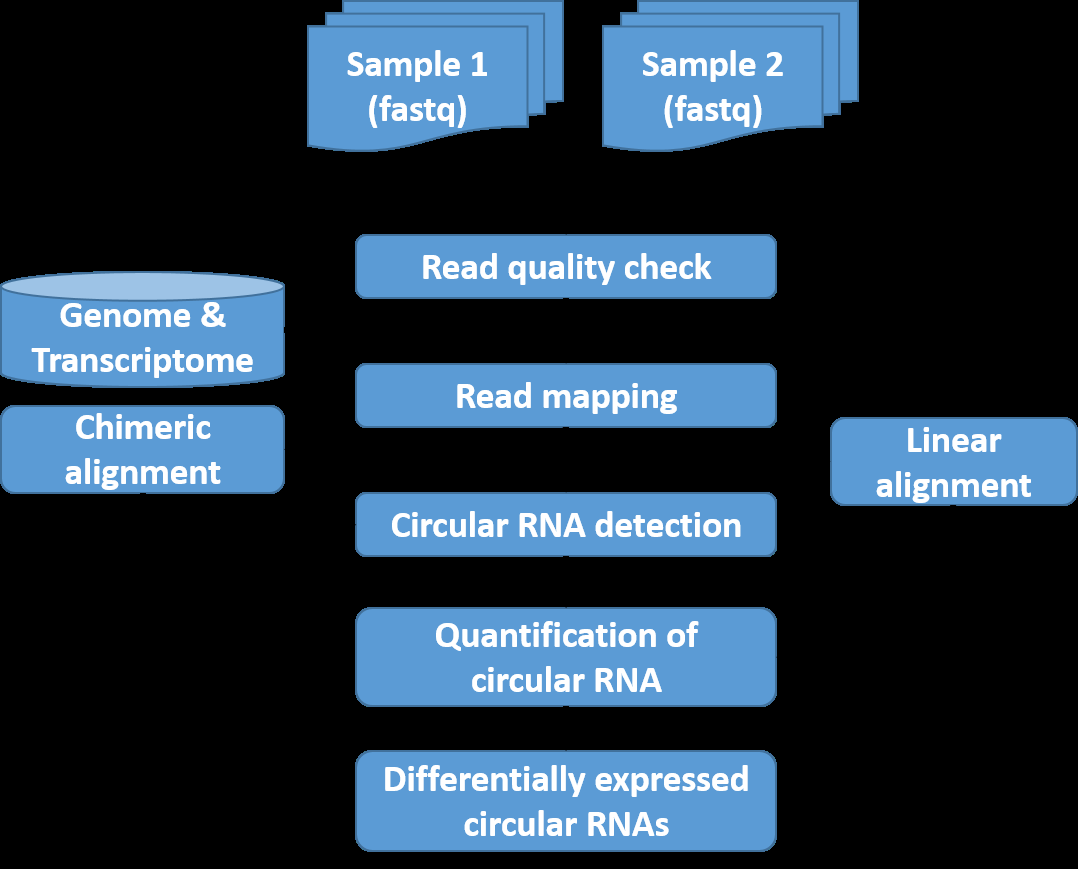 Sample 1
(fastq)
Sample 2
(fastq)
Read quality check
Genome &
Transcriptome
Read mapping
Chimeric
alignment
Linear
alignment
Circular RNA detection
Quantification of
circular RNA
Differentially expressed
circular RNAs